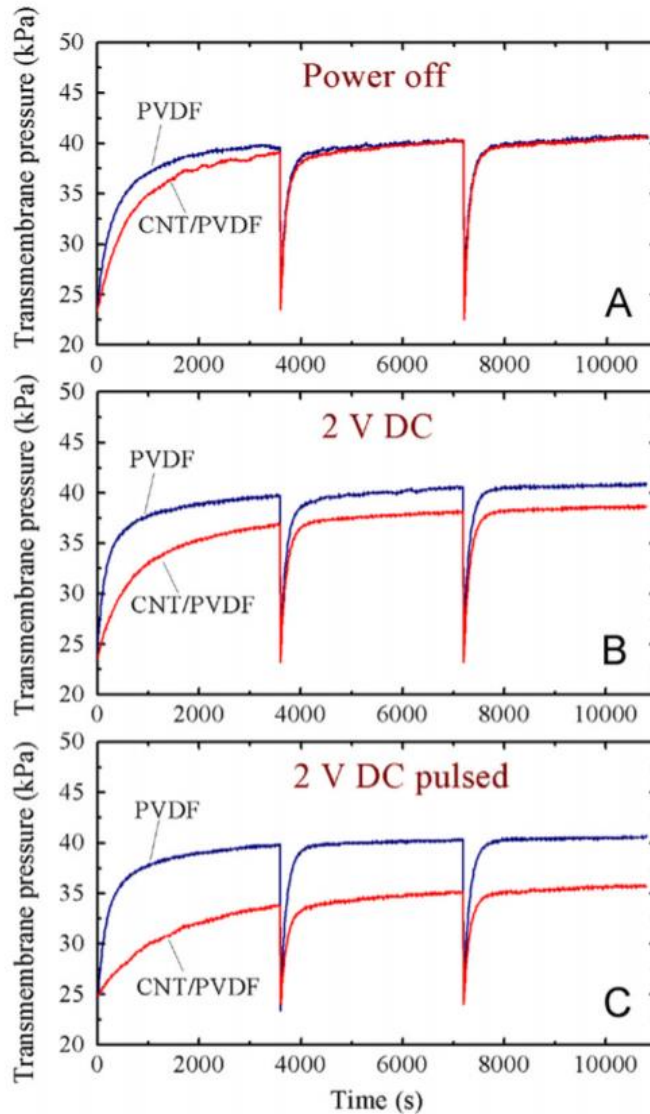 Transmembrane pressure (kPa)
50
45
40
35
30
25
20
Power off
PVDF
CNT/PVDF
A
0 2000 4000 6000 8000 10000
Transmembrane pressure (kPa)
50
45
40
35
30
25
20
2 V DC
PVDF
CNT/PVDF
B
0 2000 4000 6000 8000 10000
Transmembrane pressure (kPa)
50
45
40
35
30
25
20
2 V DC pulsed
PVDF
CNT/PVDF
C
0 2000 4000 6000 8000 10000
Time (s)